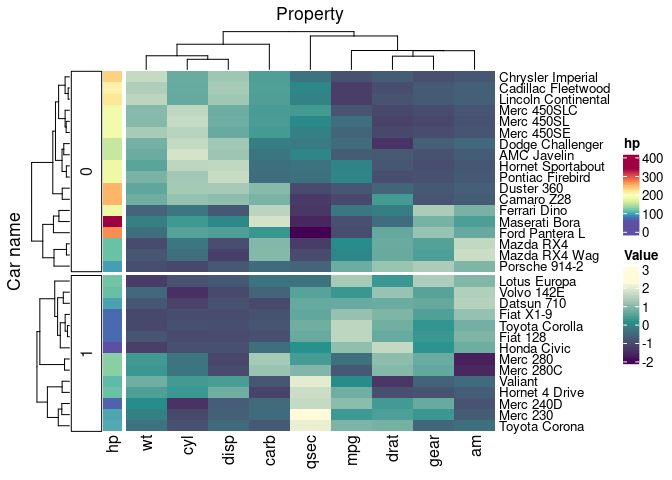 Property
Car name
0
1
Chrysler Imperial
Cadillac Fleetwood
Lincoln Continental
Merc 450SLC
Merc 450SL
Merc 450SE
Dodge Challenger
AMC Javelin
Hornet Sportabout
Pontiac Firebird
Duster 360
Camaro Z28
Ferrari Dino
Maserati Bora
Ford Pantera L
Mazda RX4
Mazda RX4 Wag
Porsche 914-2
Lotus Europa
Volvo 142E
Datsun 710
Fiat X1-9
Toyota Corolla
Fiat 128
Honda Civic
Merc 280
Merc 280C
Valiant
Hornet 4 Drive
Merc 240D
Merc 230
Toyota Corona
hp wt cyl disp carb qsec mpg drat gear am
hp
400
300
200
100
0
Value
3
2
1
0
-1
-2